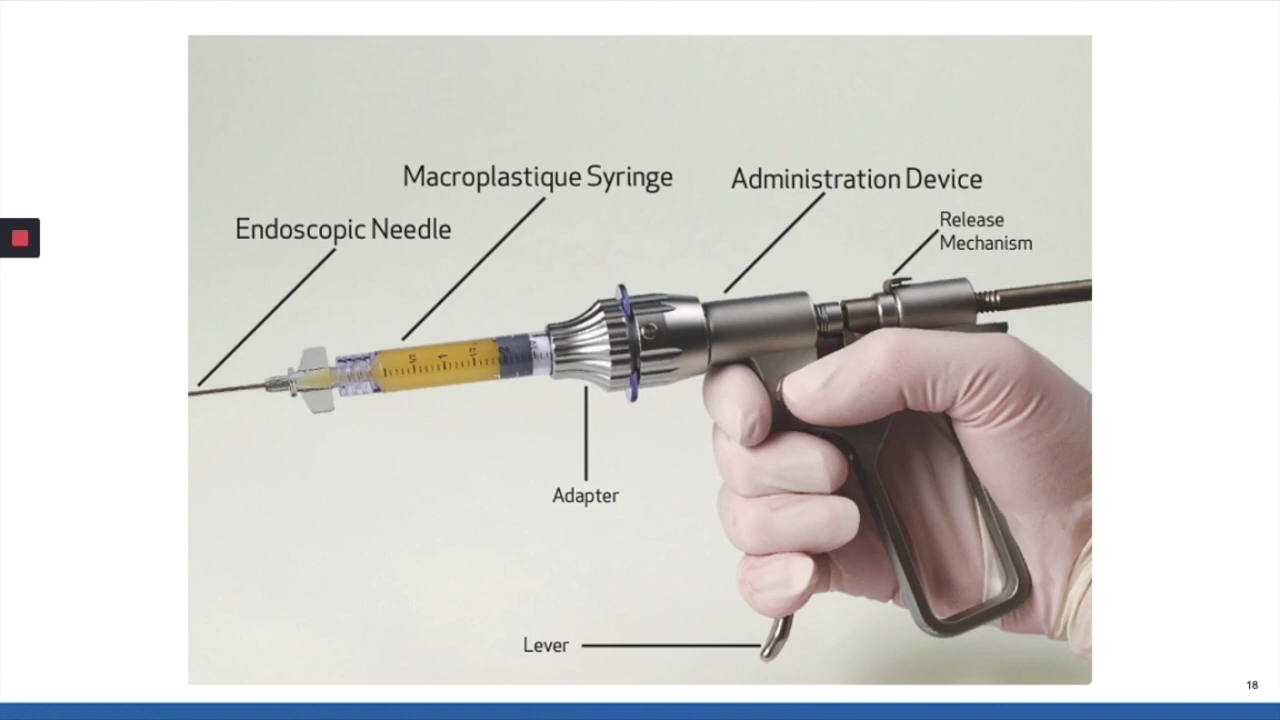 Macroplastique Syringe
Administration Device
Endoscopic Needle
Release
Mechanism
Adapter
Lever
18